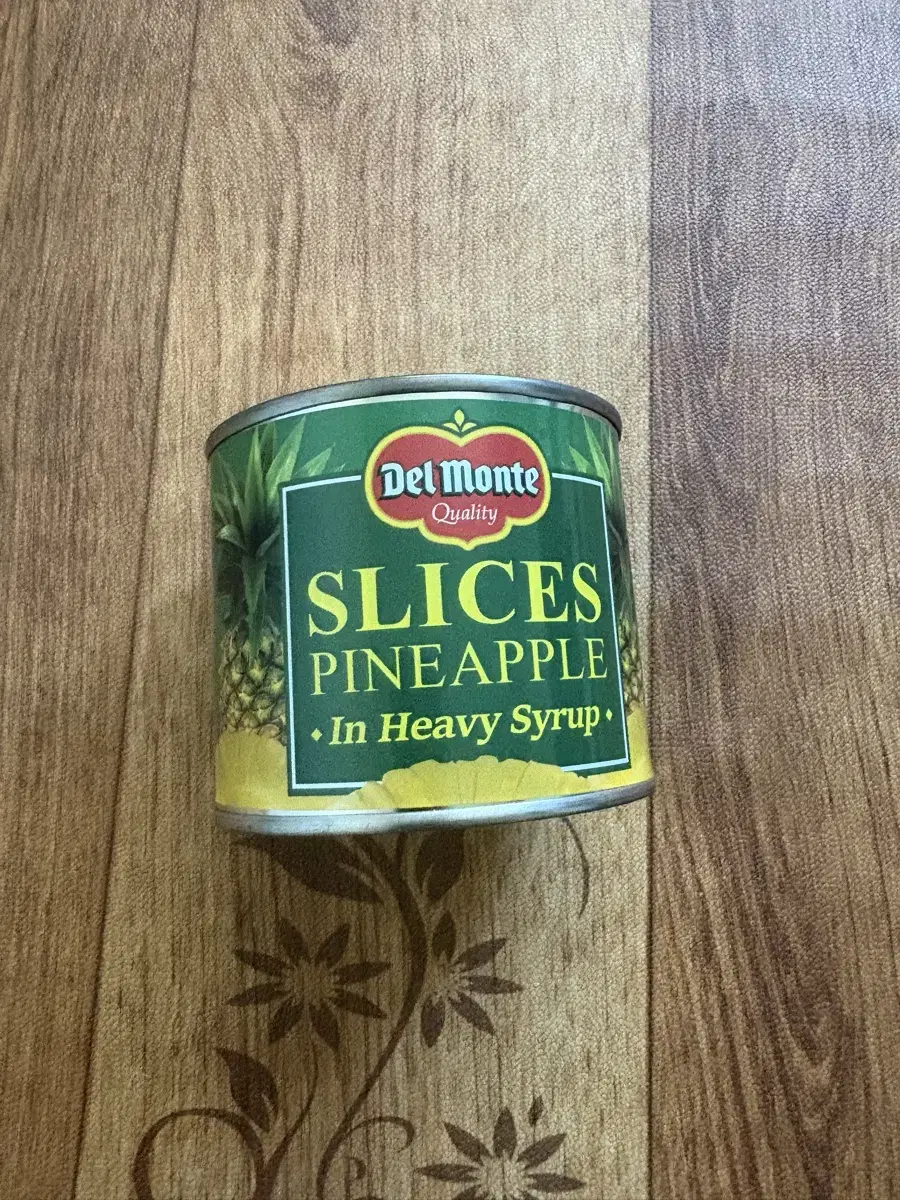 Del Monte
Quality
SLICES
PINEAPPLE
• In Heavy Syrup •